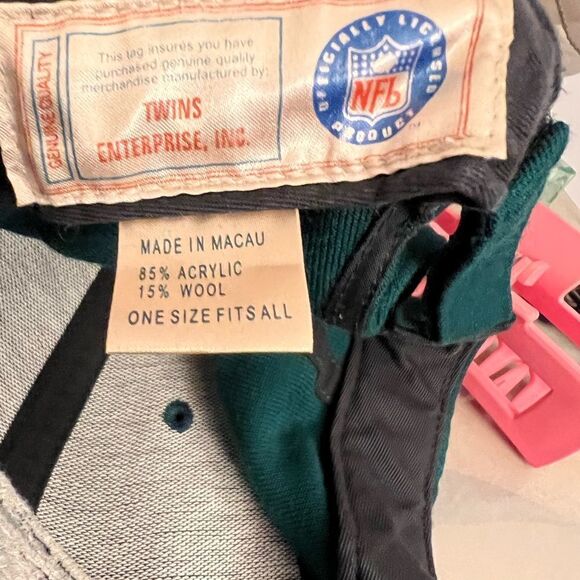 GENUINE QUALITY
This tag insures you have
purchased genuine quality
merchandise manufactured by:
TWINS
ENTERPRISE, INC.
OFFICIALLY LICENSED
NFL
PRODUCT
TM
MADE IN MACAU
85% ACRYLIC
15% WOOL
ONE SIZE FITS ALL